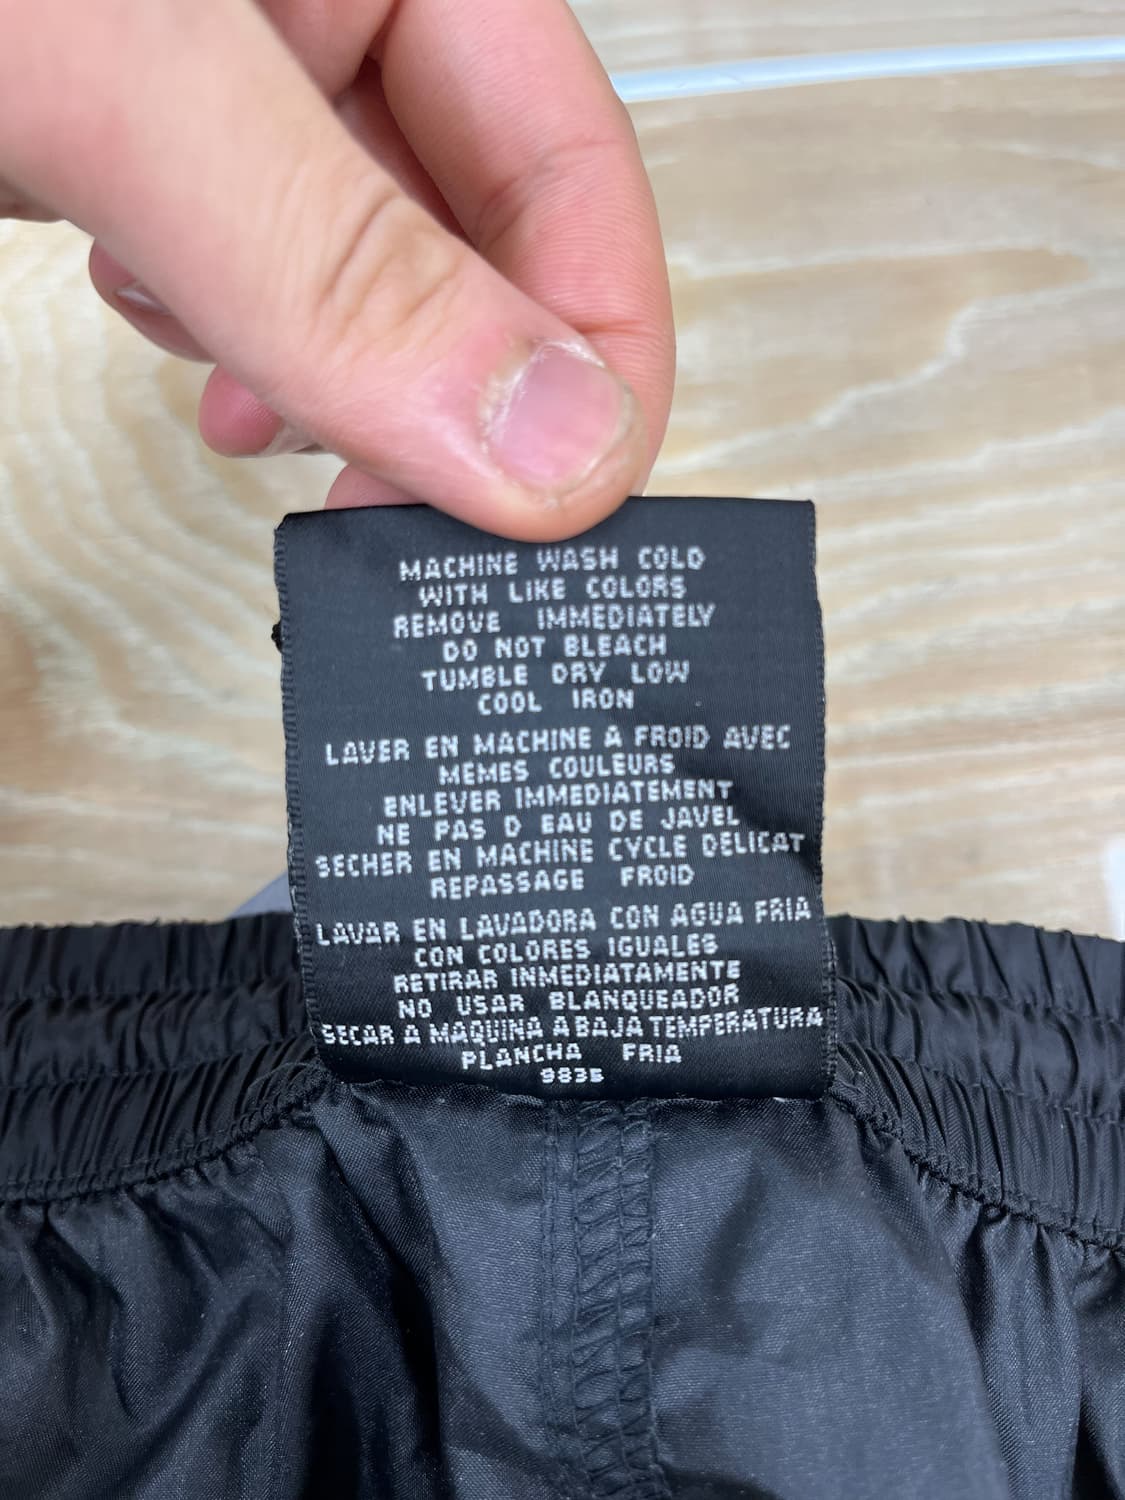 MACHINE WASH COLD
WITH LIKE COLORS
REMOVE IMMEDIATELY
DO NOT BLEACH
TUMBLE DRY LOW
COOL IRON
LAVER EN MACHINE A FROID AVEC
MEMES COULEURS
ENLEVER IMMEDIATEMENT
NE PAS D EAU DE JAVEL
SECHER EN MACHINE CYCLE DELICAT
REPASSAGE FROID
LAVAR EN LAVADORA CON AGUA FRIA
CON COLORES IGUALES
RETIRAR INMEDIATAMENTE
NO USAR BLANQUEADOR
SECAR A MAQUINA A BAJA TEMPERATURA
PLANCHA FRIA
9835